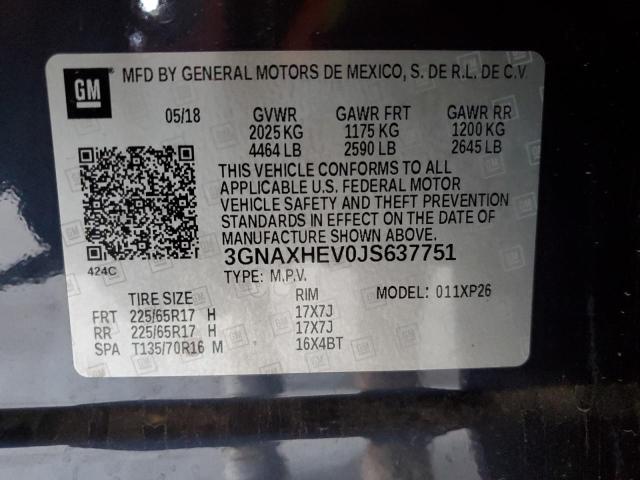 GM
MFD BY GENERAL MOTORS DE MEXICO, S. DE R.L. DE C.V.
05/18 GVWR GAWR FRT GAWR RR
2025 KG 1175 KG 1200 KG
4464 LB 2590 LB 2645 LB
THIS VEHICLE CONFORMS TO ALL
APPLICABLE U.S. FEDERAL MOTOR
VEHICLE SAFETY AND THEFT PREVENTION
STANDARDS IN EFFECT ON THE DATE OF
MANUFACTURE SHOWN ABOVE.
424C 3GNAXHEV0JS637751
TYPE: M.P.V.
TIRE SIZE RIM MODEL: 011XP26
FRT 225/65R17 H 17X7J
RR 225/65R17 H 17X7J
SPA T135/70R16 M 16X4BT